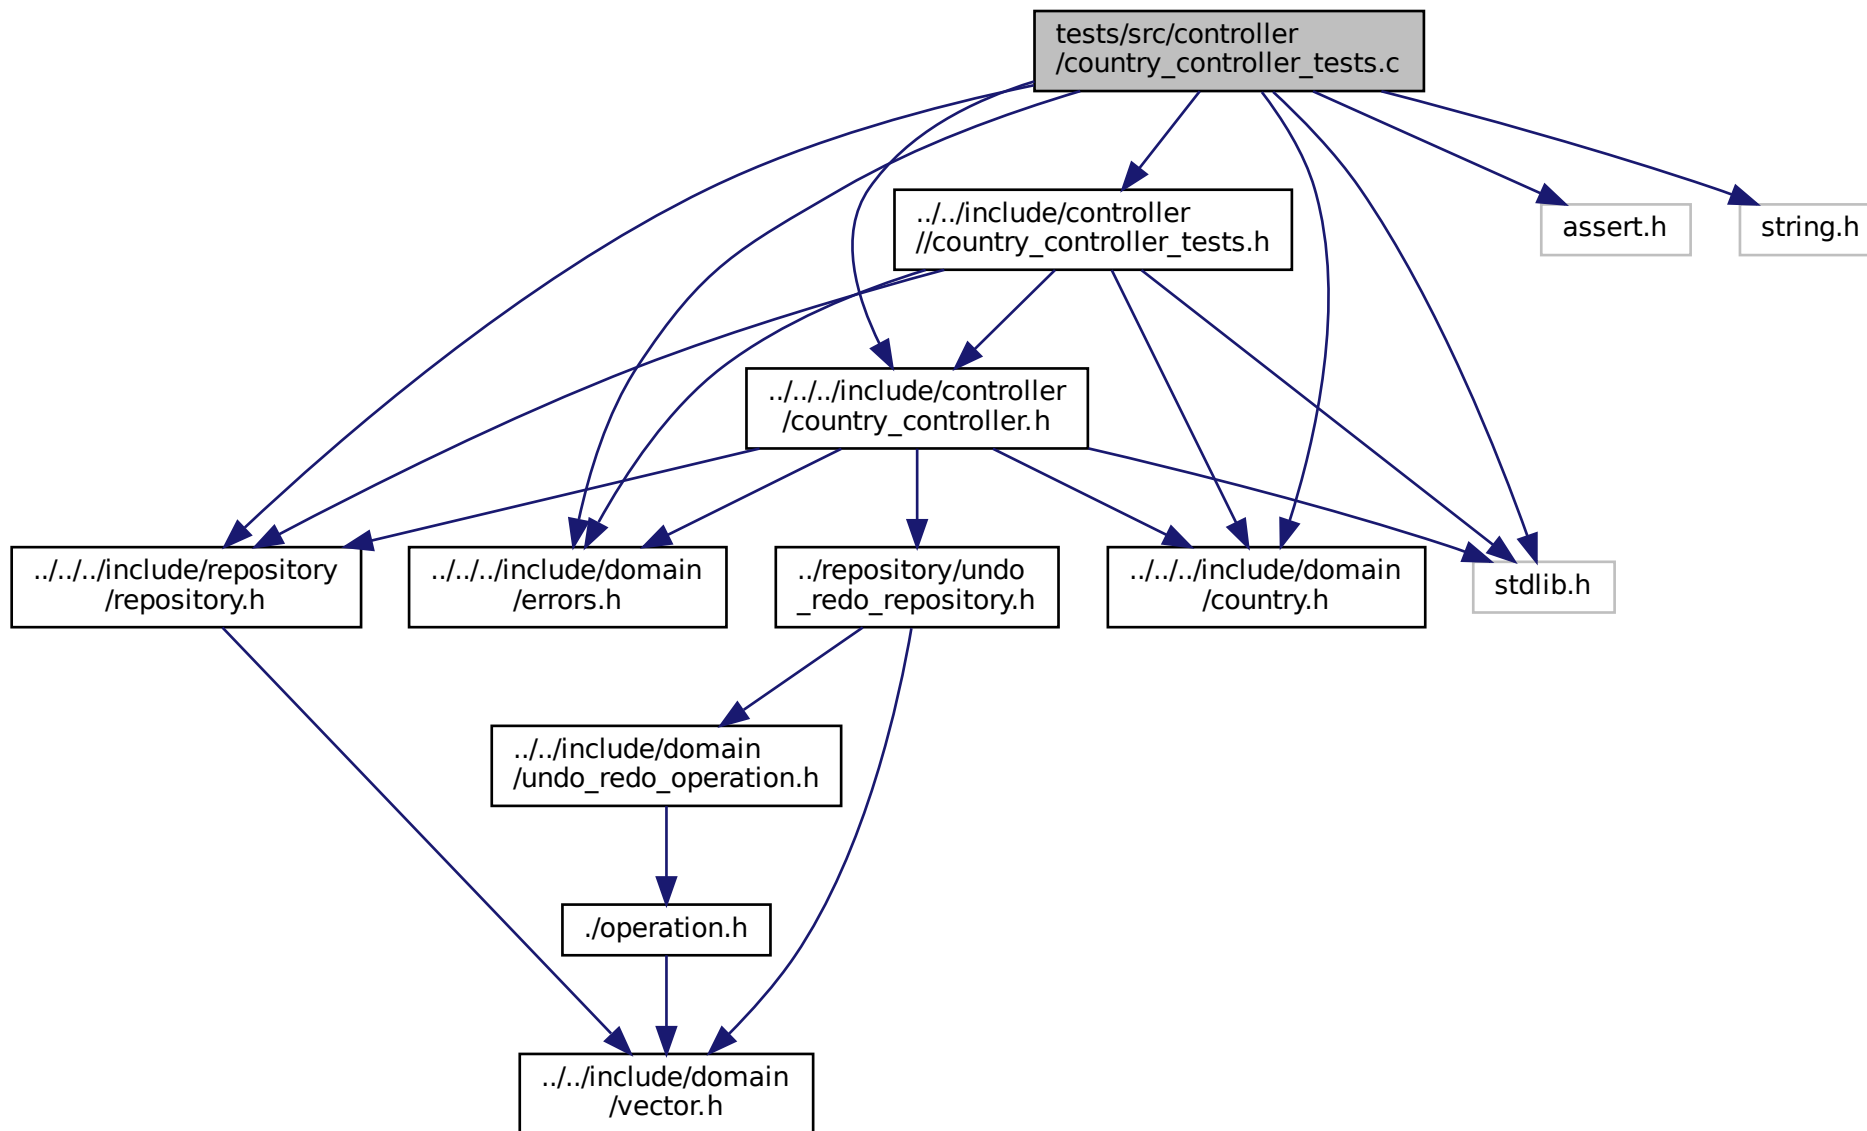 tests/src/controller
/country_controller_tests.c
../../include/controller
//country_controller_tests.h
assert.h
string.h
../../../include/controller
/country_controller.h
../../../include/repository
/repository.h
../../../include/domain
/errors.h
../repository/undo
_redo_repository.h
../../../include/domain
/country.h
stdlib.h
../../include/domain
/undo_redo_operation.h
./operation.h
../../include/domain
/vector.h